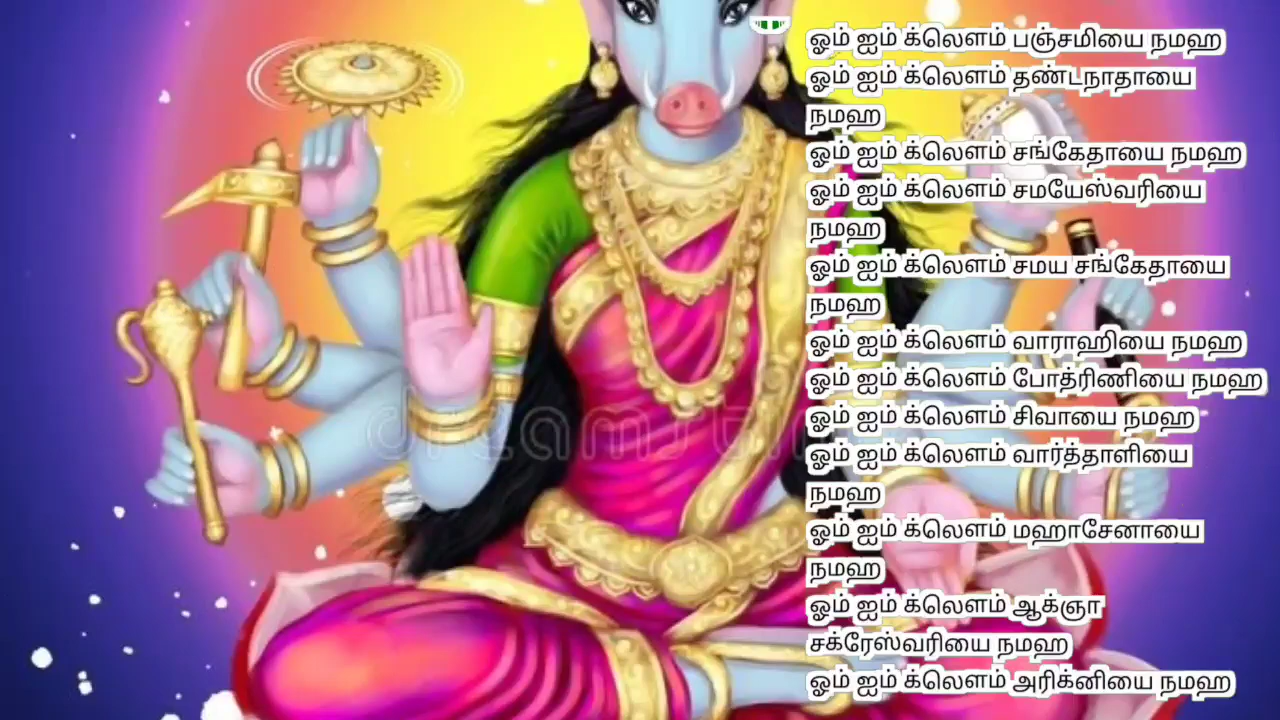 ஓம் ஐம் க்லௌம் பஞ்சமியை நமஹ
ஓம் ஐம் க்லௌம் தண்டநாதாயை
நமஹ
ஓம் ஐம் க்லௌம் சங்கேதாயை நமஹ
ஓம் ஐம் க்லௌம் சமயேஸ்வரியை
நமஹ
ஓம் ஐம் க்லௌம் சமய சங்கேதாயை
நமஹ
ஓம் ஐம் க்லௌம் வாராஹியை நமஹ
ஓம் ஐம் க்லௌம் போத்ரிணியை நமஹ
ஓம் ஐம் க்லௌம் சிவாயை நமஹ
ஓம் ஐம் க்லௌம் வார்த்தாளியை
நமஹ
ஓம் ஐம் க்லௌம் மஹாசேனாயை
நமஹ
ஓம் ஐம் க்லௌம் ஆக்ஞா
சக்ரேஸ்வரியை நமஹ
ஓம் ஐம் க்லௌம் அரிக்னியை நமஹ